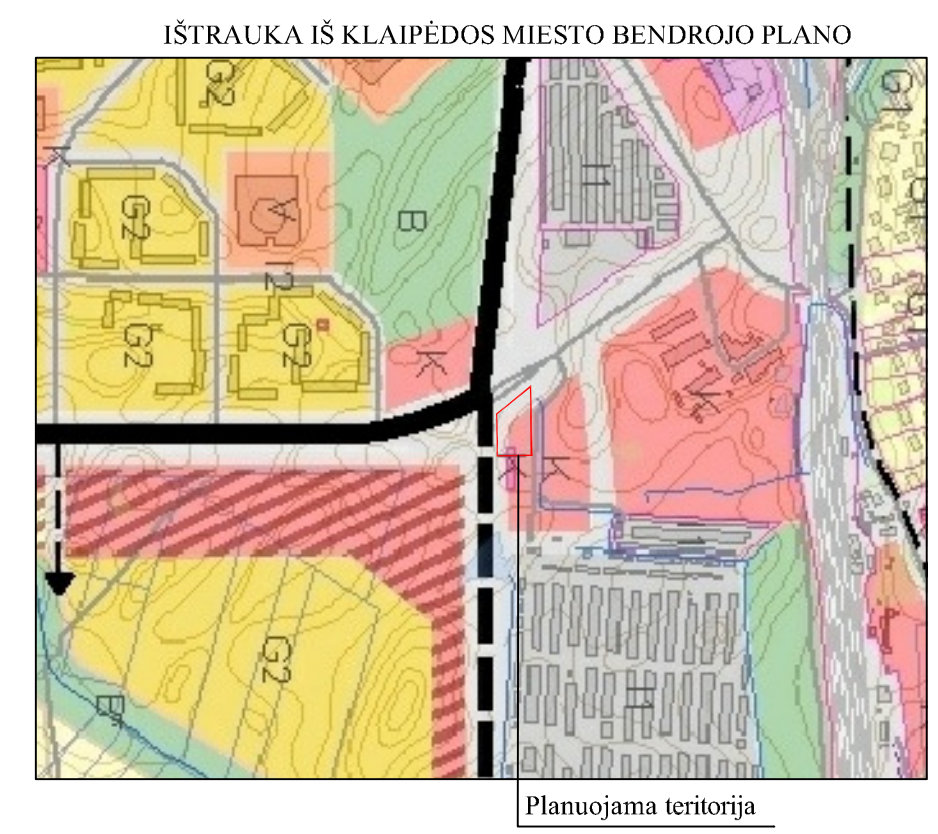 IŠTRAUKA IŠ KLAIPĖDOS MIESTO BENDROJO PLANO
G2
G1
K
I1
G2
V
B
I2
G2
G2
K
K
K
K
G2
I1
B
Planuojama teritorija